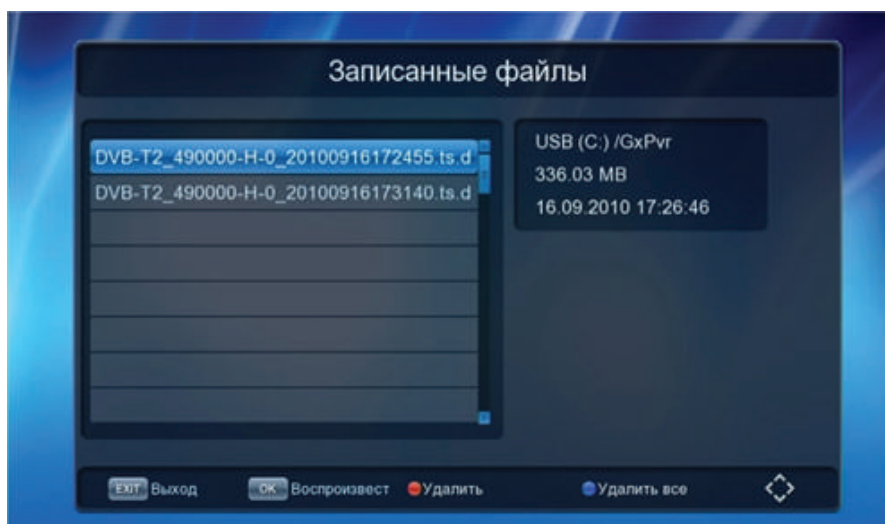 Записанные файлы
DVB-T2_490000-H-0_20100916172455.ts.d
DVB-T2_490000-H-0_20100916173140.ts.d
USB (C:) /GxPvr
336.03 MB
16.09.2010 17:26:46
EXIT Выход OK Воспроизвест Удалить Удалить все